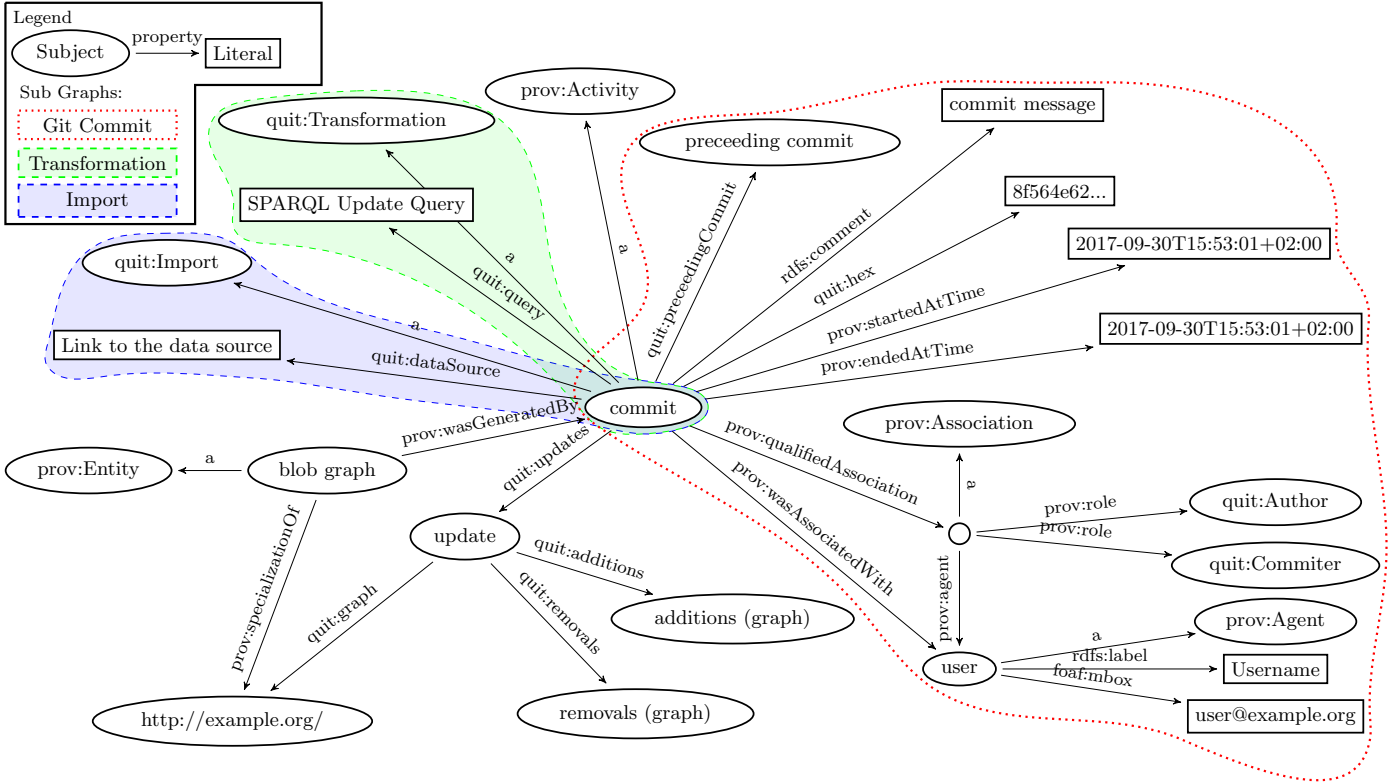 Legend
Subject
property
Literal
Sub Graphs:
Git Commit
Transformation
Import
prov:Activity
quit:Transformation
preceeding commit
commit message
SPARQL Update Query
8f564e62...
a
a
quit:preceedingCommit
rdfs:comment
quit:hex
2017-09-30T15:53:01+02:00
quit:Import
quit:query
prov:startedAtTime
a
2017-09-30T15:53:01+02:00
Link to the data source
quit:dataSource
prov:endedAtTime
commit
prov:wasGeneratedBy
prov:Association
prov:qualifiedAssociation
quit:updates
prov:Entity
a
blob graph
prov:wasAssociatedWith
a
quit:Author
prov:role
prov:role
update
quit:additions
quit:Commiter
prov:specializationOf
quit:graph
quit:removals
prov:agent
additions (graph)
prov:Agent
a
user
rdfs:label
Username
foaf:mbox
http://example.org/
removals (graph)
user@example.org